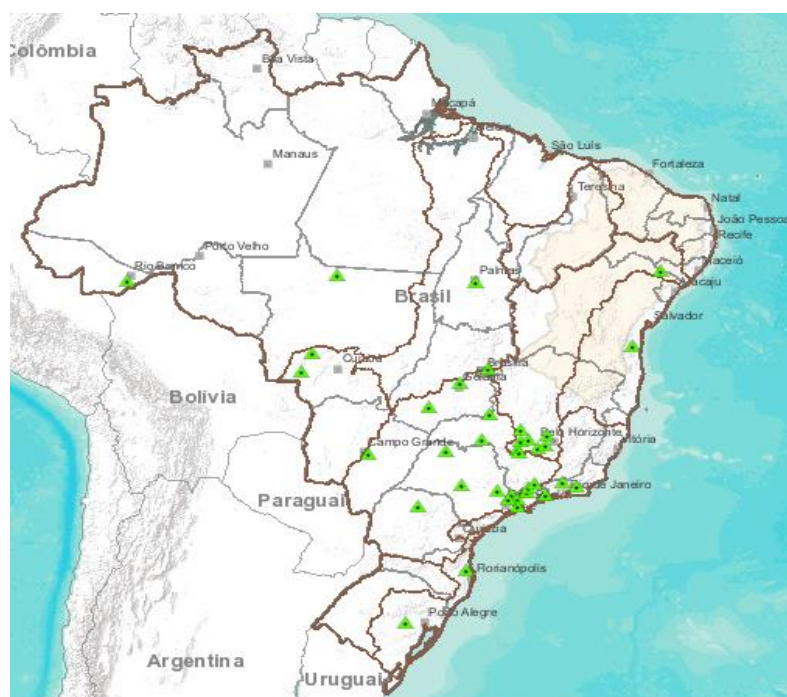 Colômbia
Boa Vista
Macapá
Belém
Manaus
São Luís
Fortaleza
Teresina
Natal
João Pessoa
Recife
Porto Velho
Rio Branco
Maceió
Palmas
Aracaju
Brasil
Salvador
Cuiabá
Brasília
Goiânia
Bolívia
Belo Horizonte
Vitória
Campo Grande
Rio de Janeiro
Paraguai
Curitiba
Florianópolis
Porto Alegre
Argentina
Uruguai